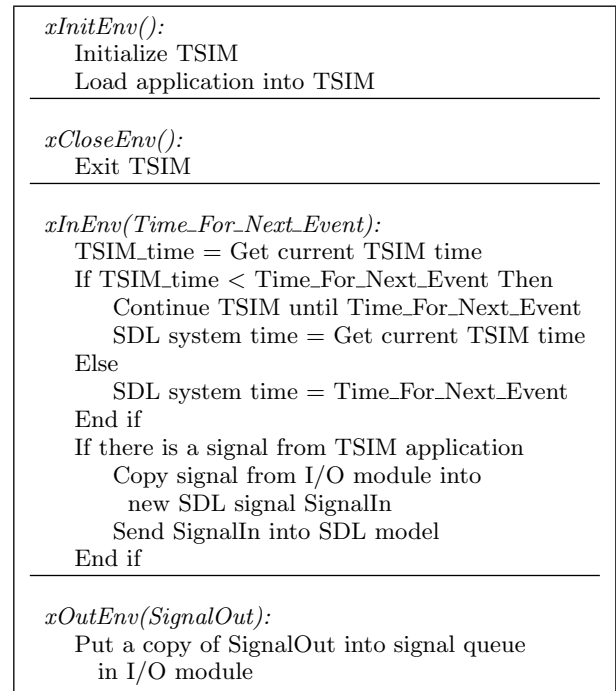 xInitEnv():
Initialize TSIM
Load application into TSIM
xCloseEnv():
Exit TSIM
xInEnv(Time_For_Next_Event):
TSIM_time = Get current TSIM time
If TSIM_time < Time_For_Next_Event Then
Continue TSIM until Time_For_Next_Event
SDL system time = Get current TSIM time
Else
SDL system time = Time_For_Next_Event
End if
If there is a signal from TSIM application
Copy signal from I/O module into
new SDL signal SignalIn
Send SignalIn into SDL model
End if
xOutEnv(SignalOut):
Put a copy of SignalOut into signal queue
in I/O module